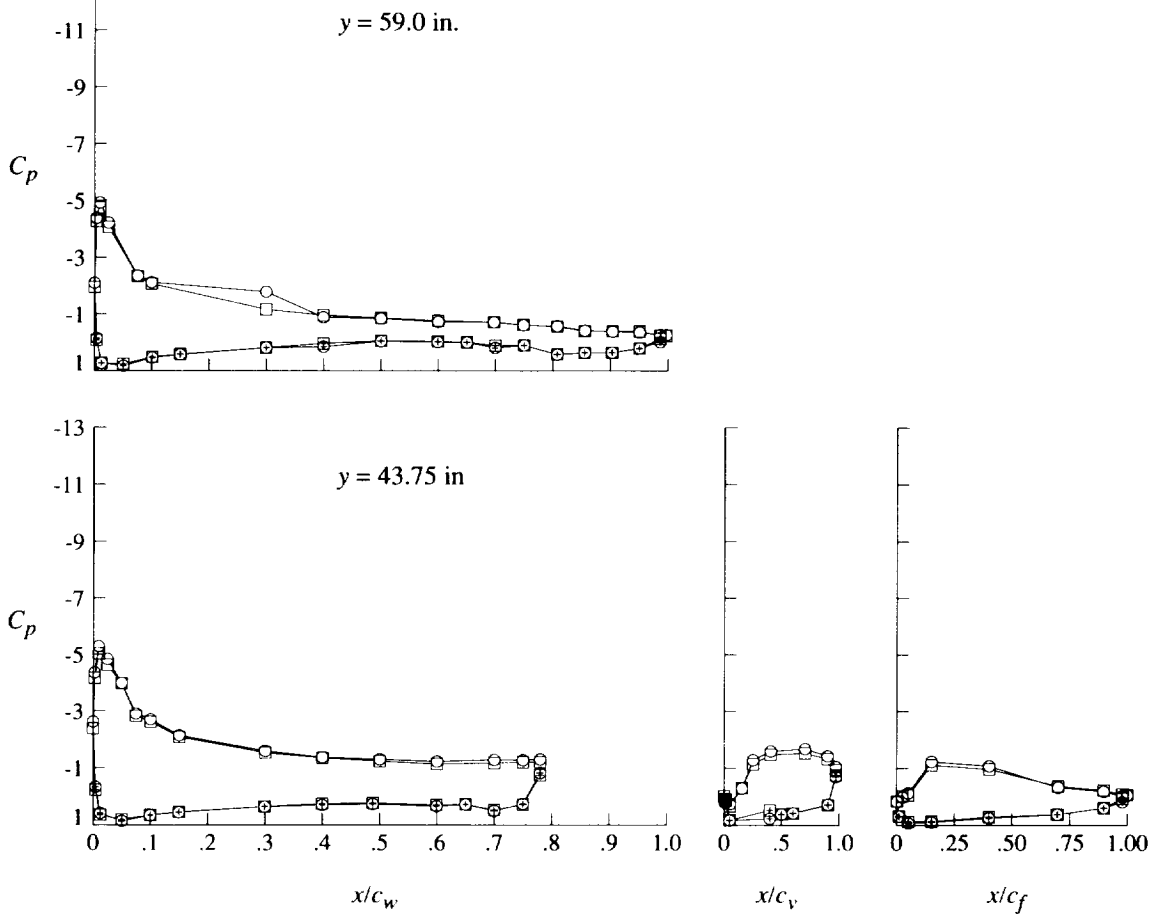 -11
y = 59.0 in.
-9
-7
C_p
-5
-3
-1
1
-13
-11
y = 43.75 in
-9
-7
C_p
-5
-3
-1
1
0 .1 .2 .3 .4 .5 .6 .7 .8 .9 1.0 0 .5 1.0 0 .25 .50 .75 1.00
x/c_w x/c_v x/c_f